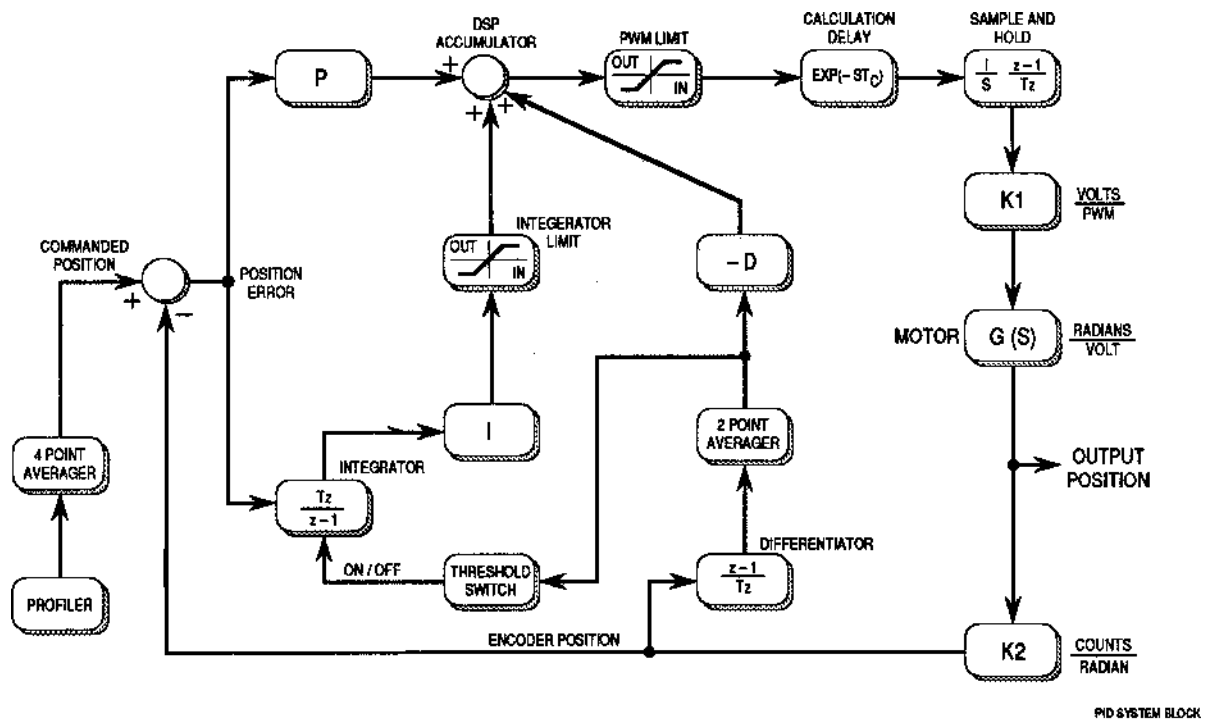 DSP
ACCUMULATOR
PWM LIMIT
CALCULATION
DELAY
SAMPLE AND
HOLD
P
+
+
+
OUT
IN
EXP(-ST_C)
1/S z-1/Tz
K1
VOLTS/PWM
COMMANDED
POSITION
+
-
POSITION
ERROR
INTEGERATOR
LIMIT
OUT
IN
- D
MOTOR
G (S)
RADIANS/VOLT
4 POINT
AVERAGER
I
INTEGRATOR
Tz/z-1
2 POINT
AVERAGER
OUTPUT
POSITION
PROFILER
ON / OFF
THRESHOLD
SWITCH
DIFFERENTIATOR
z-1/Tz
ENCODER POSITION
K2
COUNTS/RADIAN
PID SYSTEM BLOCK